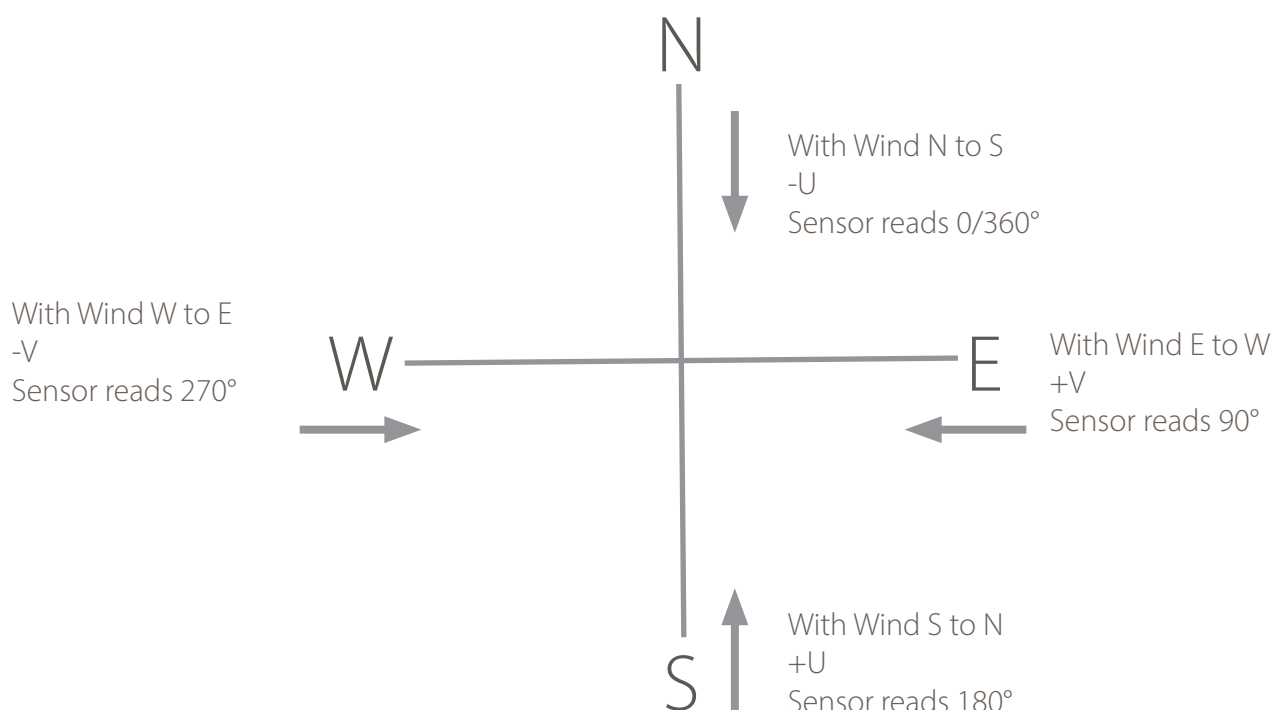 N
With Wind N to S
-U
Sensor reads 0/360°
With Wind W to E
-V
Sensor reads 270°
W
E
With Wind E to W
+V
Sensor reads 90°
With Wind S to N
+U
Sensor reads 180°
S